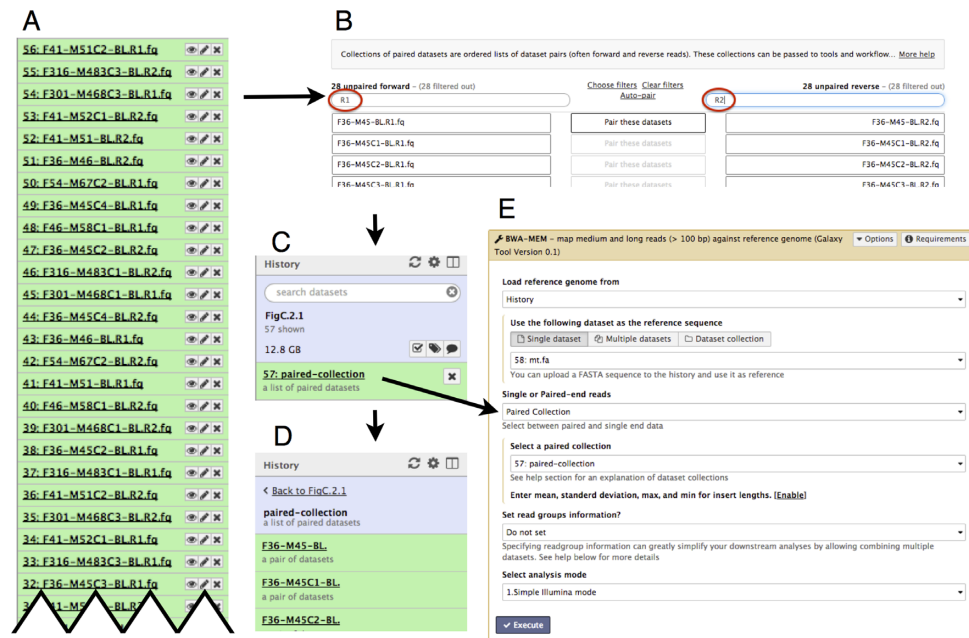 A
56: F41-M51C2-BL.R1.fq
55: F316-M483C3-BL.R2.fq
54: F301-M468C3-BL.R1.fq
53: F41-M52C1-BL.R2.fq
52: F41-M51-BL.R2.fq
51: F36-M46-BL.R2.fq
50: F54-M67C2-BL.R1.fq
49: F36-M45C4-BL.R1.fq
48: F46-M58C1-BL.R1.fq
47: F36-M45C2-BL.R2.fq
46: F316-M483C1-BL.R2.fq
45: F301-M468C1-BL.R1.fq
44: F36-M45C4-BL.R2.fq
43: F36-M46-BL.R1.fq
42: F54-M67C2-BL.R2.fq
41: F41-M51-BL.R1.fq
40: F46-M58C1-BL.R2.fq
39: F301-M468C1-BL.R2.fq
38: F36-M45C2-BL.R1.fq
37: F316-M483C1-BL.R1.fq
36: F41-M51C2-BL.R2.fq
35: F301-M468C3-BL.R2.fq
34: F41-M52C1-BL.R1.fq
33: F316-M483C3-BL.R1.fq
32: F36-M45C3-BL.R1.fq
B
Collections of paired datasets are ordered lists of dataset pairs (often forward and reverse reads). These collections can be passed to tools and workflow... More help
28 unpaired forward - (28 filtered out)
Choose filters Clear filters
28 unpaired reverse - (28 filtered out)
R1
Auto-pair
R2
F36-M45-BL.R1.fq
Pair these datasets
F36-M45-BL.R2.fq
F36-M45C1-BL.R1.fq
Pair these datasets
F36-M45C1-BL.R2.fq
F36-M45C2-BL.R1.fq
Pair these datasets
F36-M45C2-BL.R2.fq
F36-M45C3-BL.R1.fq
Pair these datasets
F36-M45C3-BL.R2.fq
C
History
search datasets
FigC.2.1
57 shown
12.8 GB
57: paired-collection
a list of paired datasets
D
History
< Back to FigC.2.1
paired-collection
a list of paired datasets
F36-M45-BL.
a pair of datasets
F36-M45C1-BL.
a pair of datasets
F36-M45C2-BL.
E
BWA-MEM - map medium and long reads (> 100 bp) against reference genome (Galaxy
Tool Version 0.1)
Options
Requirements
Load reference genome from
History
Use the following dataset as the reference sequence
Single dataset
Multiple datasets
Dataset collection
58: mt.fa
You can upload a FASTA sequence to the history and use it as reference
Single or Paired-end reads
Paired Collection
Select between paired and single end data
Select a paired collection
57: paired-collection
See help section for an explanation of dataset collections
Enter mean, standerd deviation, max, and min for insert lengths. [Enable]
Set read groups information?
Do not set
Specifying readgroup information can greatly simplify your downstream analyses by allowing combining multiple
datasets. See help below for more details
Select analysis mode
1.Simple Illumina mode
Execute